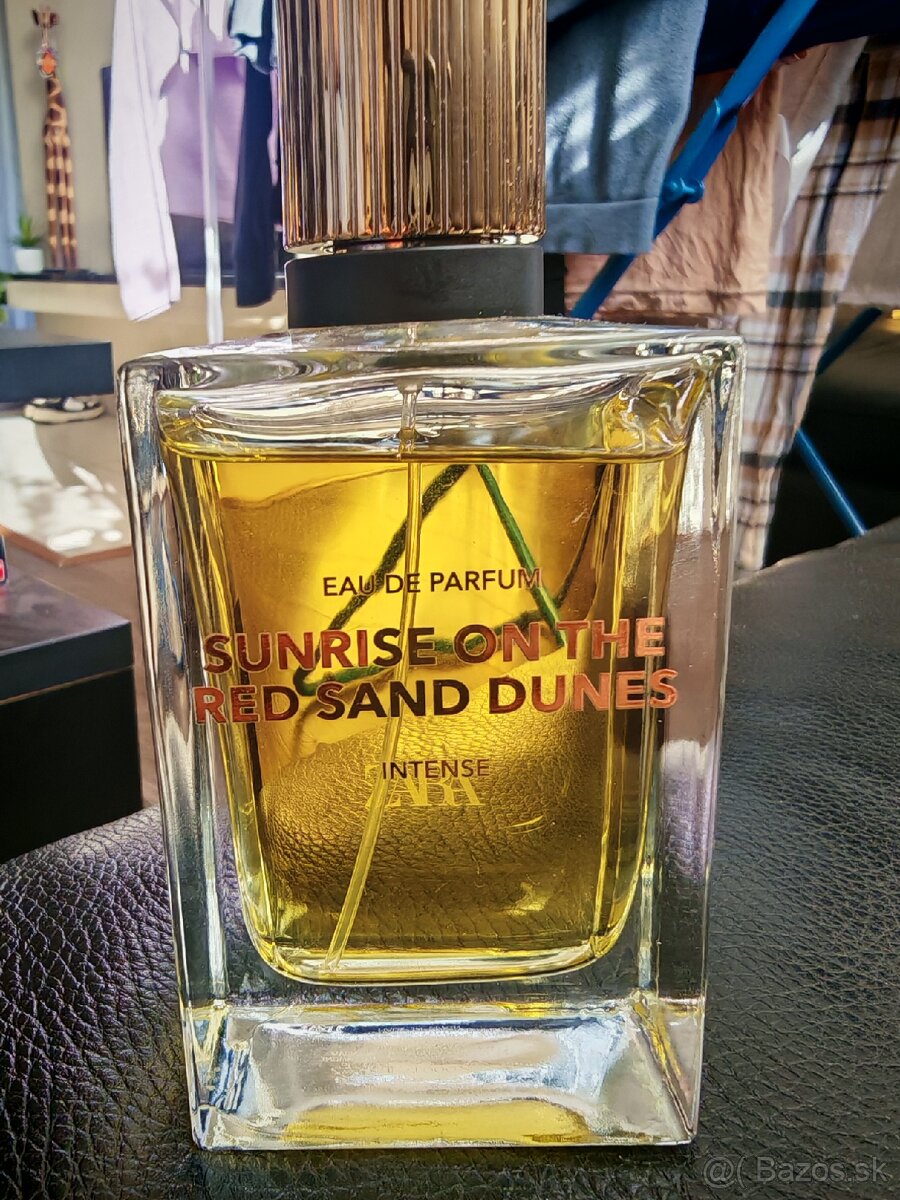 EAU DE PARFUM
SUNRISE ON THE
RED SAND DUNES
INTENSE
ZARA
@( Bazos.sk